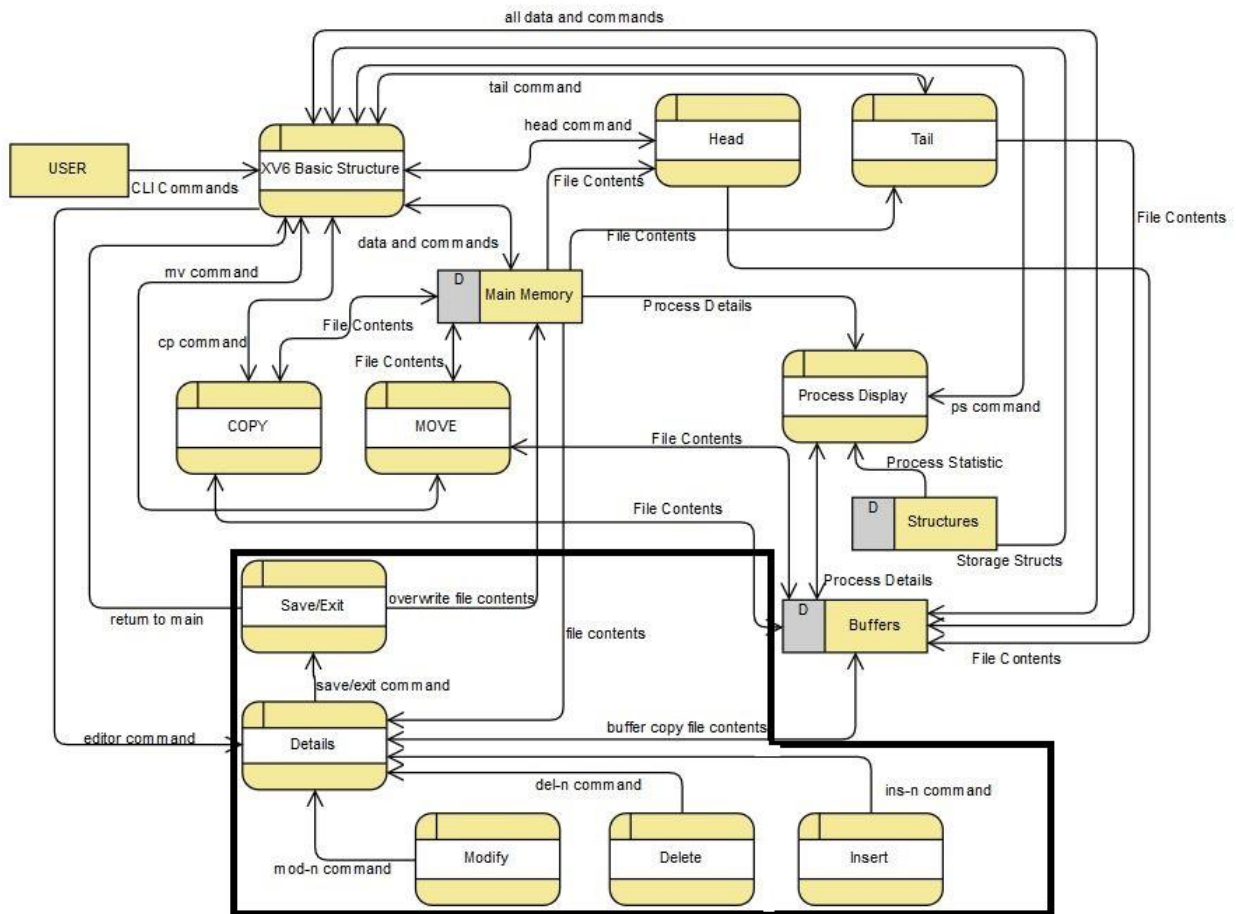 all data and commands
tail command
head command
Head
Tail
USER
XV6 Basic Structure
CLI Commands
File Contents
File Contents
File Contents
data and commands
mv command
D
Main Memory
Process Details
File Contents
cp command
File Contents
Process Display
ps command
COPY
MOVE
File Contents
Process Statistic
File Contents
D
Structures
Storage Structs
Process Details
Save/Exit
overwrite file contents
return to main
file contents
D
Buffers
File Contents
save/exit command
buffer copy file contents
editor command
Details
del-n command
ins-n command
Modify
Delete
Insert
mod-n command